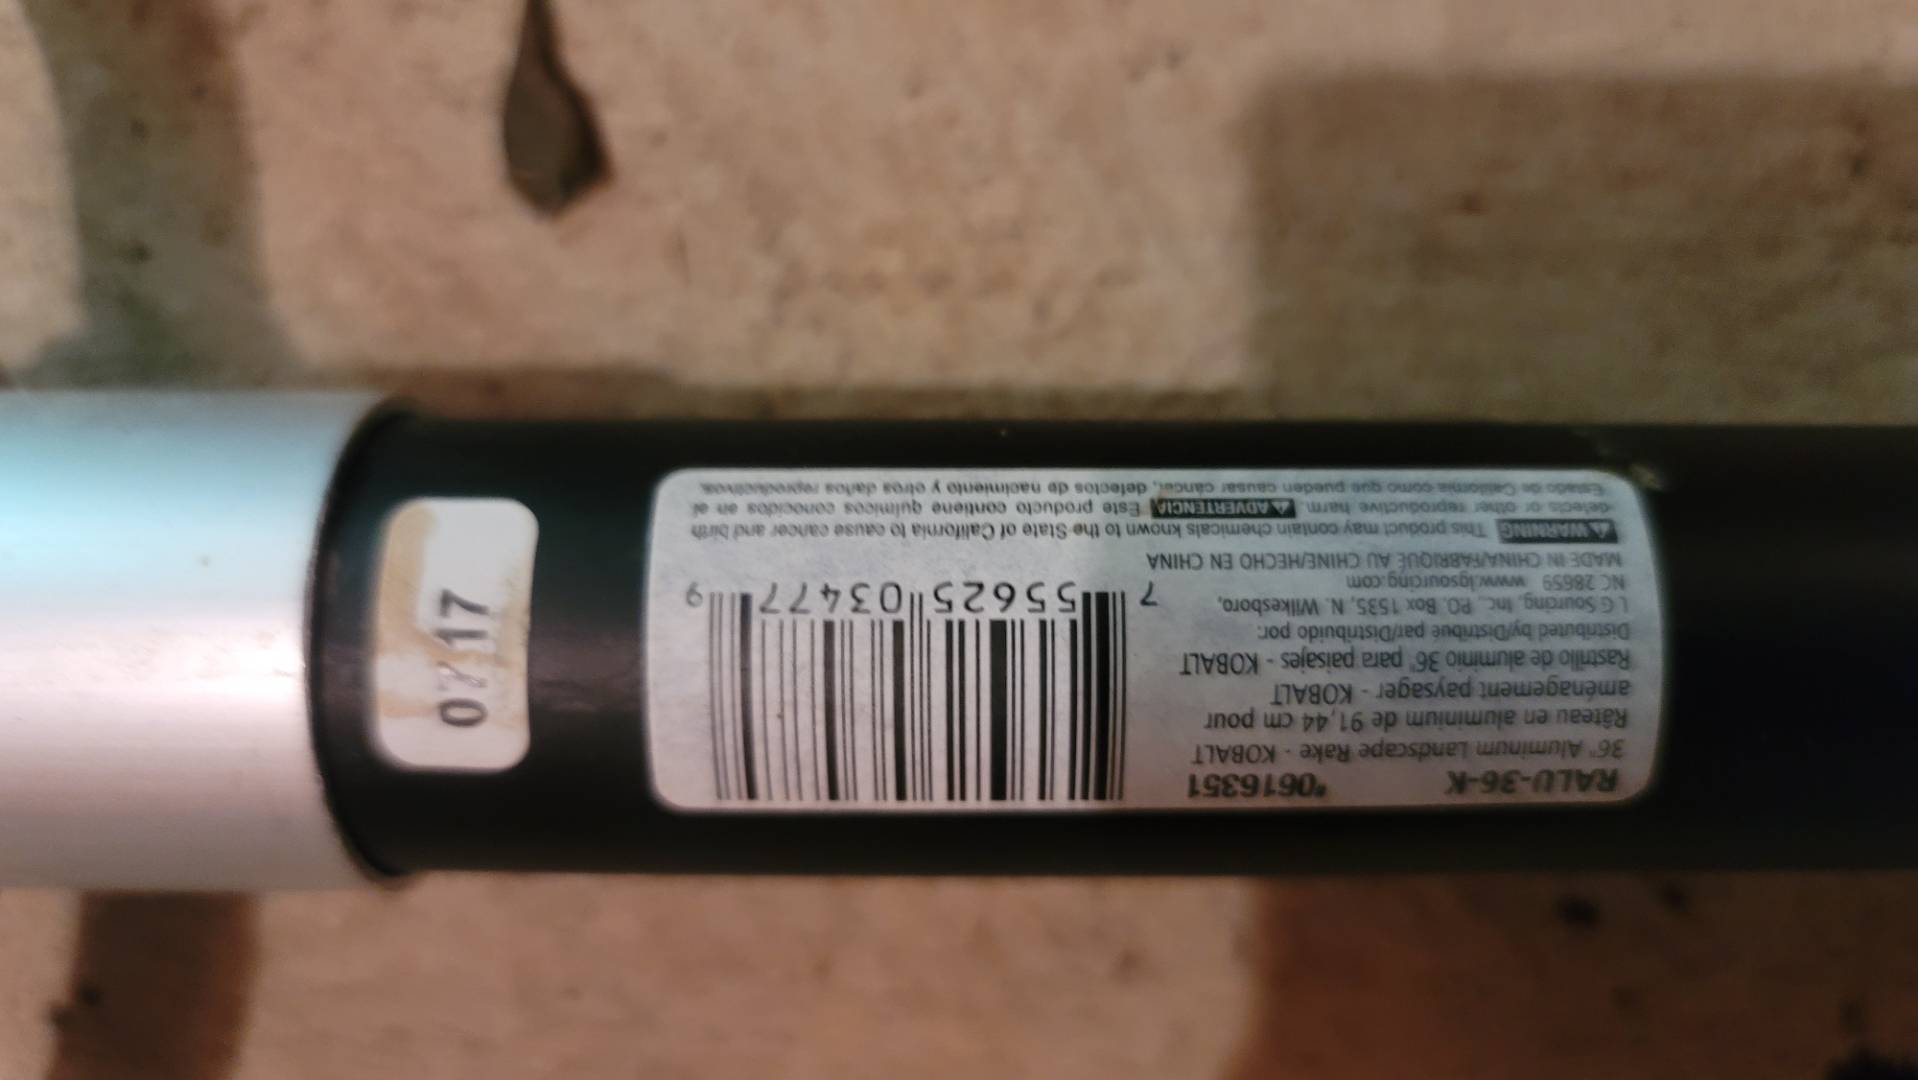 RALU-36-K #0616351
36" Aluminum Landscape Rake - KOBALT
Râteau en aluminium de 91,44 cm pour
aménagement paysager - KOBALT
Rastrillo de aluminio 36" para paisajes - KOBALT
Distributed by/Distribué par/Distribuido por:
L G Sourcing, Inc., P.O. Box 1535, N. Wilkesboro,
NC 28659 www.lgsourcing.com
MADE IN CHINA/FABRIQUÉ AU CHINE/HECHO EN CHINA
7 55625 03477 9
⚠ WARNING This product may contain chemicals known to the State of California to cause cancer and birth
defects or other reproductive harm. ⚠ ADVERTENCIA Este producto contiene químicos conocidos en el
Estado de California como que pueden causar cáncer, defectos de nacimiento y otros daños reproductivos.
07 17